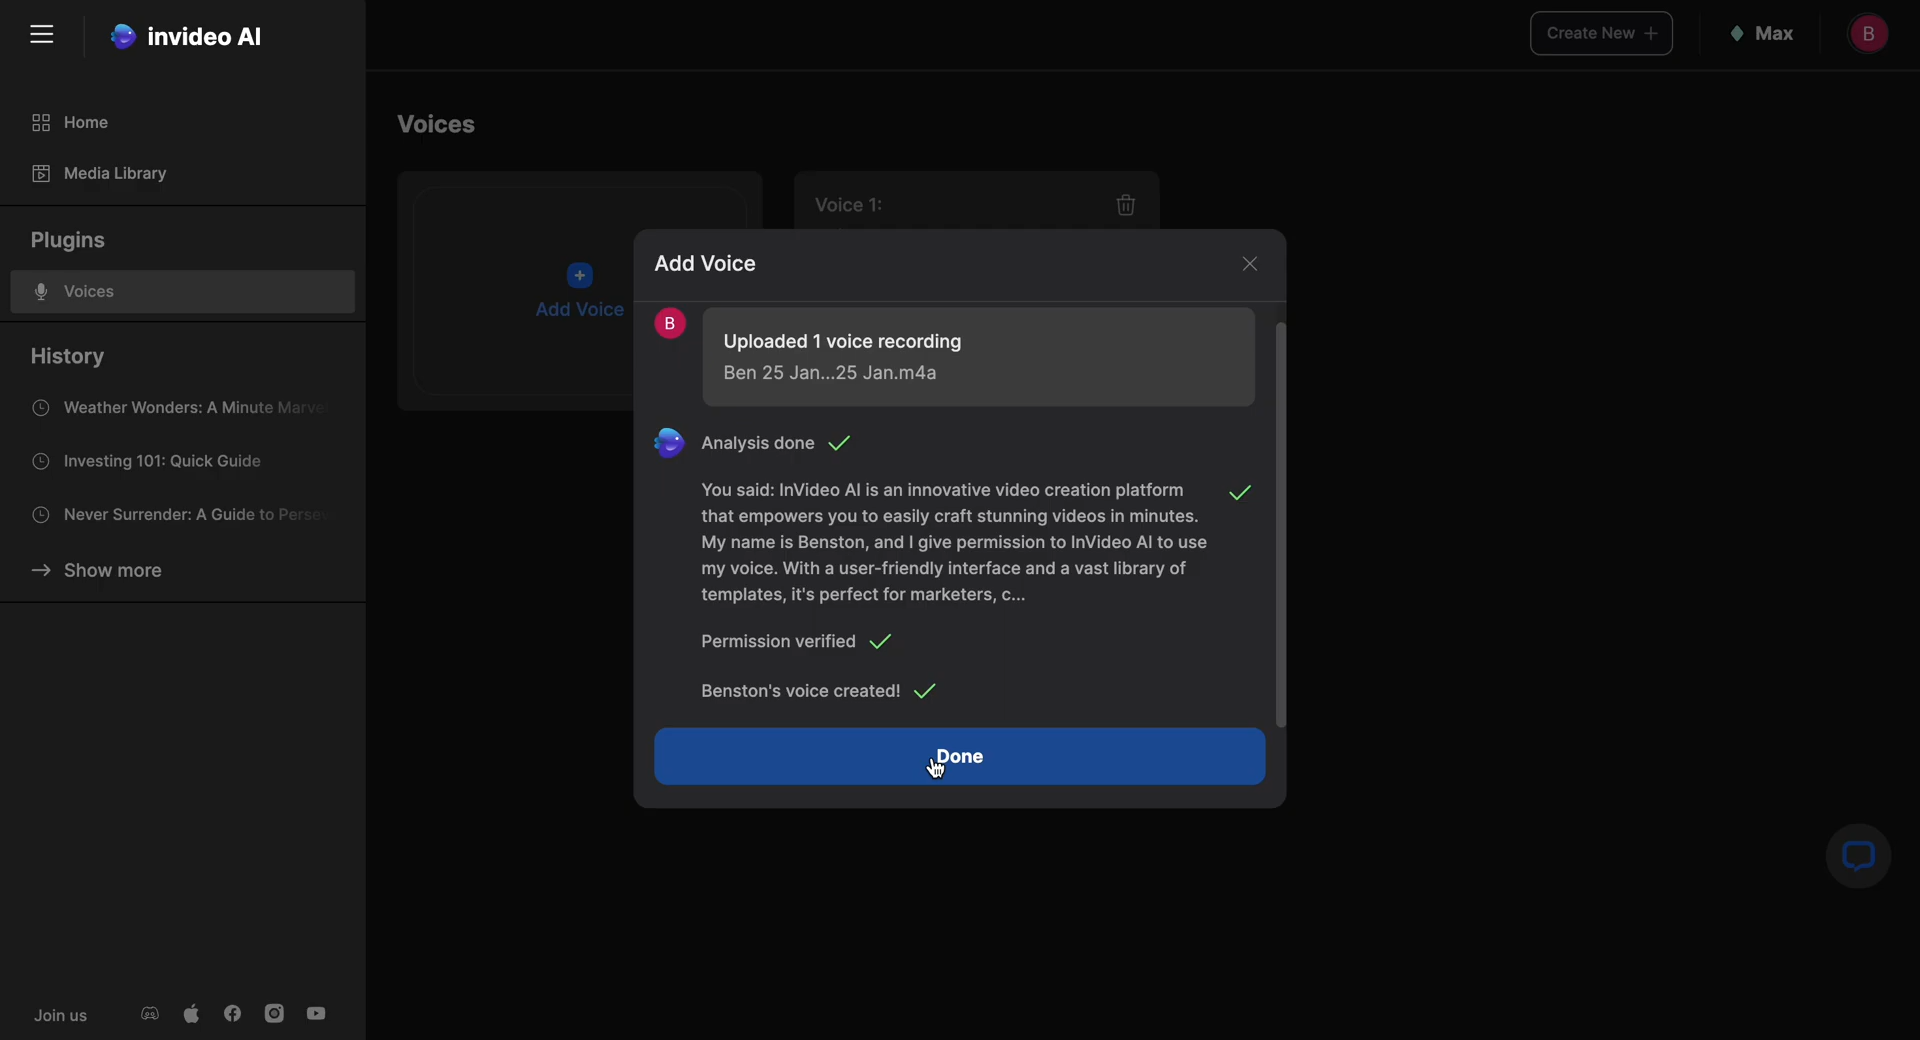 invideo AI
Create New +
Max
B
Home
Media Library
Plugins
Voices
History
Weather Wonders: A Minute
Investing 101: Quick Guide
Never Surrender: A Guide to
Show more
Join us
Voices
Add Voice
Voice 1:
Add Voice
B
Uploaded 1 voice recording
Ben 25 Jan...25 Jan.m4a
Analysis done
You said: InVideo AI is an innovative video creation platform
that empowers you to easily craft stunning videos in minutes.
My name is Benston, and I give permission to InVideo AI to use
my voice. With a user-friendly interface and a vast library of
templates, it's perfect for marketers, c...
Permission verified
Benston's voice created!
Done